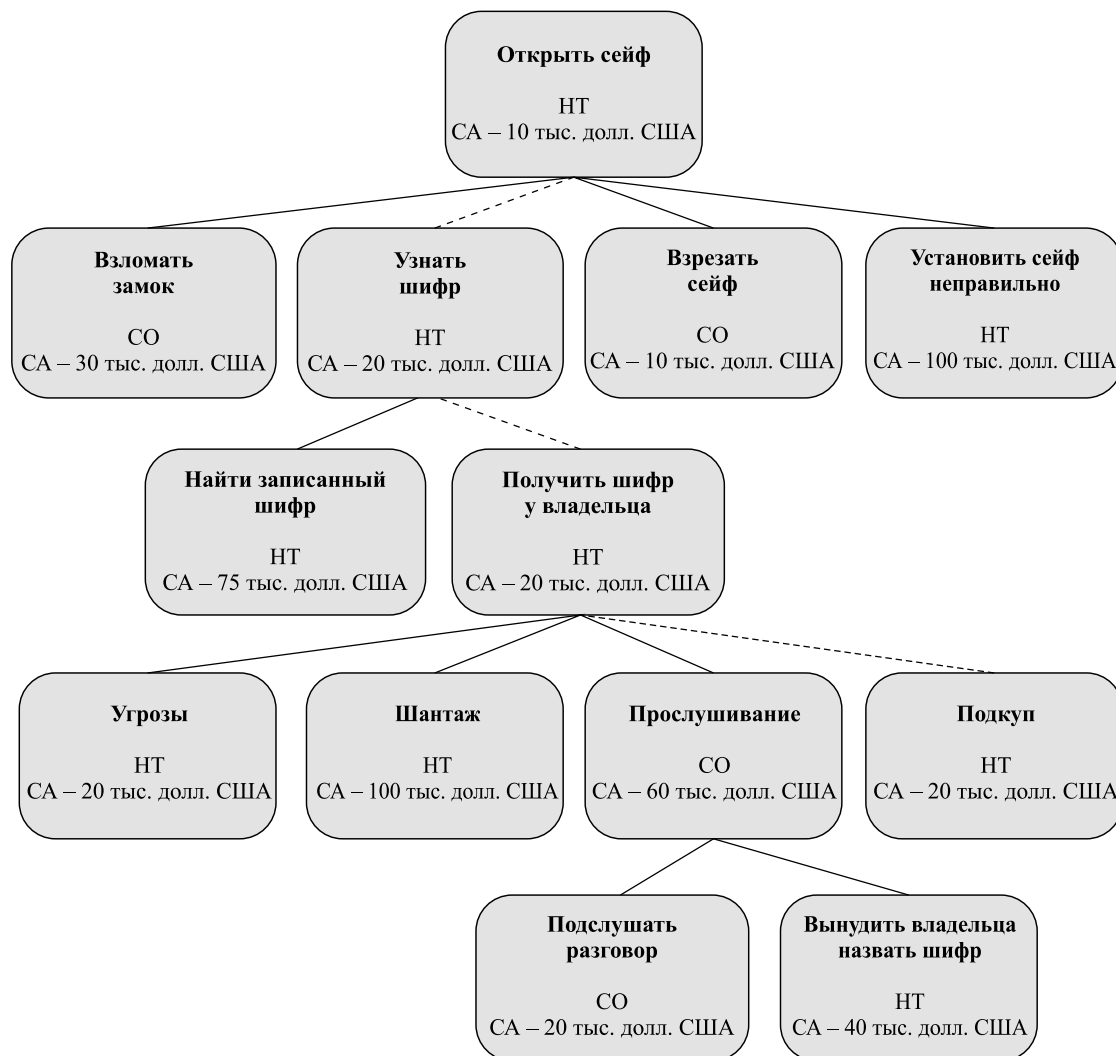 Открыть сейф
НТ
СА – 10 тыс. долл. США
Взломать
замок
СО
СА – 30 тыс. долл. США
Узнать
шифр
НТ
СА – 20 тыс. долл. США
Взрезать
сейф
СО
СА – 10 тыс. долл. США
Установить сейф
неправильно
НТ
СА – 100 тыс. долл. США
Найти записанный
шифр
НТ
СА – 75 тыс. долл. США
Получить шифр
у владельца
НТ
СА – 20 тыс. долл. США
Угрозы
НТ
СА – 20 тыс. долл. США
Шантаж
НТ
СА – 100 тыс. долл. США
Прослушивание
СО
СА – 60 тыс. долл. США
Подкуп
НТ
СА – 20 тыс. долл. США
Подслушать
разговор
СО
СА – 20 тыс. долл. США
Вынудить владельца
назвать шифр
НТ
СА – 40 тыс. долл. США